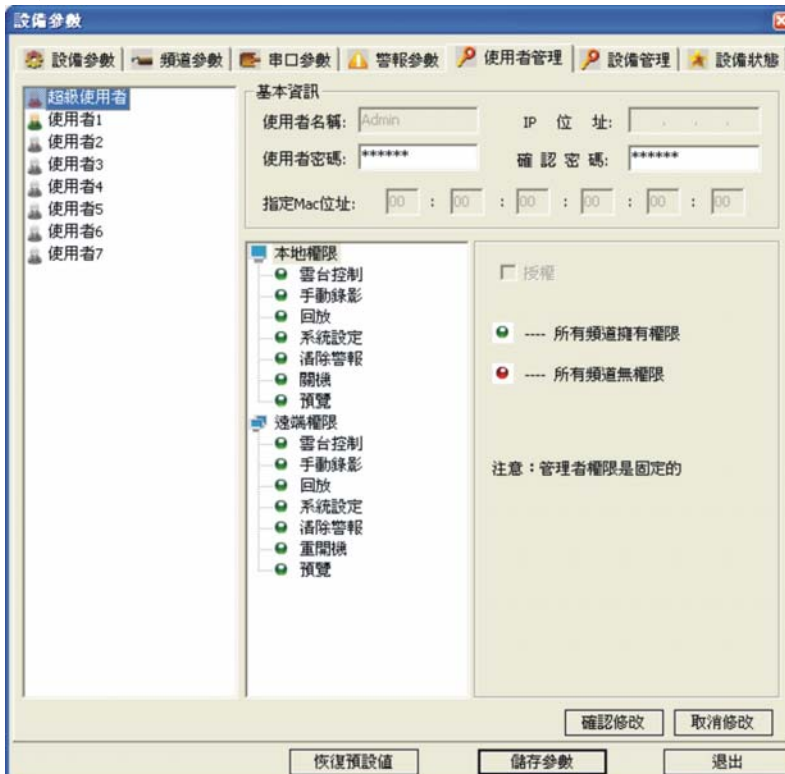 設備參數
設備參數 頻道參數 串口參數 警報參數 使用者管理 設備管理 設備狀態
超級使用者
使用者1
使用者2
使用者3
使用者4
使用者5
使用者6
使用者7
基本資訊
使用者名稱: Admin IP 位 址: . . .
使用者密碼: ****** 確 認 密 碼: ******
指定Mac位址: 00 : 00 : 00 : 00 : 00 : 00
本地權限
雲台控制
手動錄影
回放
系統設定
清除警報
關機
預覽
遠端權限
雲台控制
手動錄影
回放
系統設定
清除警報
重開機
預覽
授權
---- 所有頻道擁有權限
---- 所有頻道無權限
注意：管理者權限是固定的
確認修改 取消修改
恢復預設值 儲存參數 退出